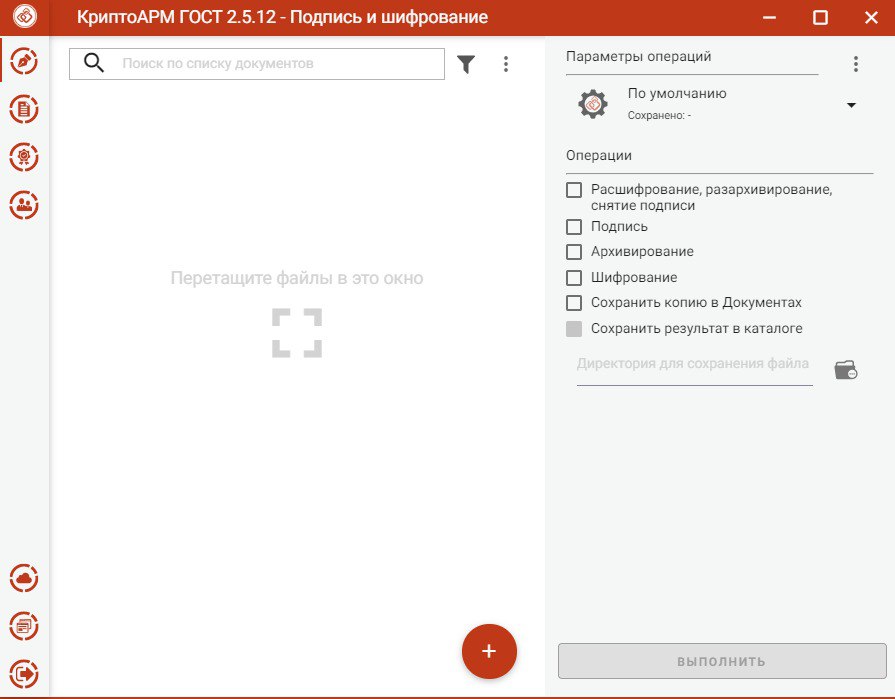 КриптоАРМ ГОСТ 2.5.12 - Подпись и шифрование
Поиск по списку документов
Перетащите файлы в это окно
+
Параметры операций
По умолчанию
Сохранено: -
Операции
Расшифрование, разархивирование,
снятие подписи
Подпись
Архивирование
Шифрование
Сохранить копию в Документах
Сохранить результат в каталоге
Директория для сохранения файла
ВЫПОЛНИТЬ